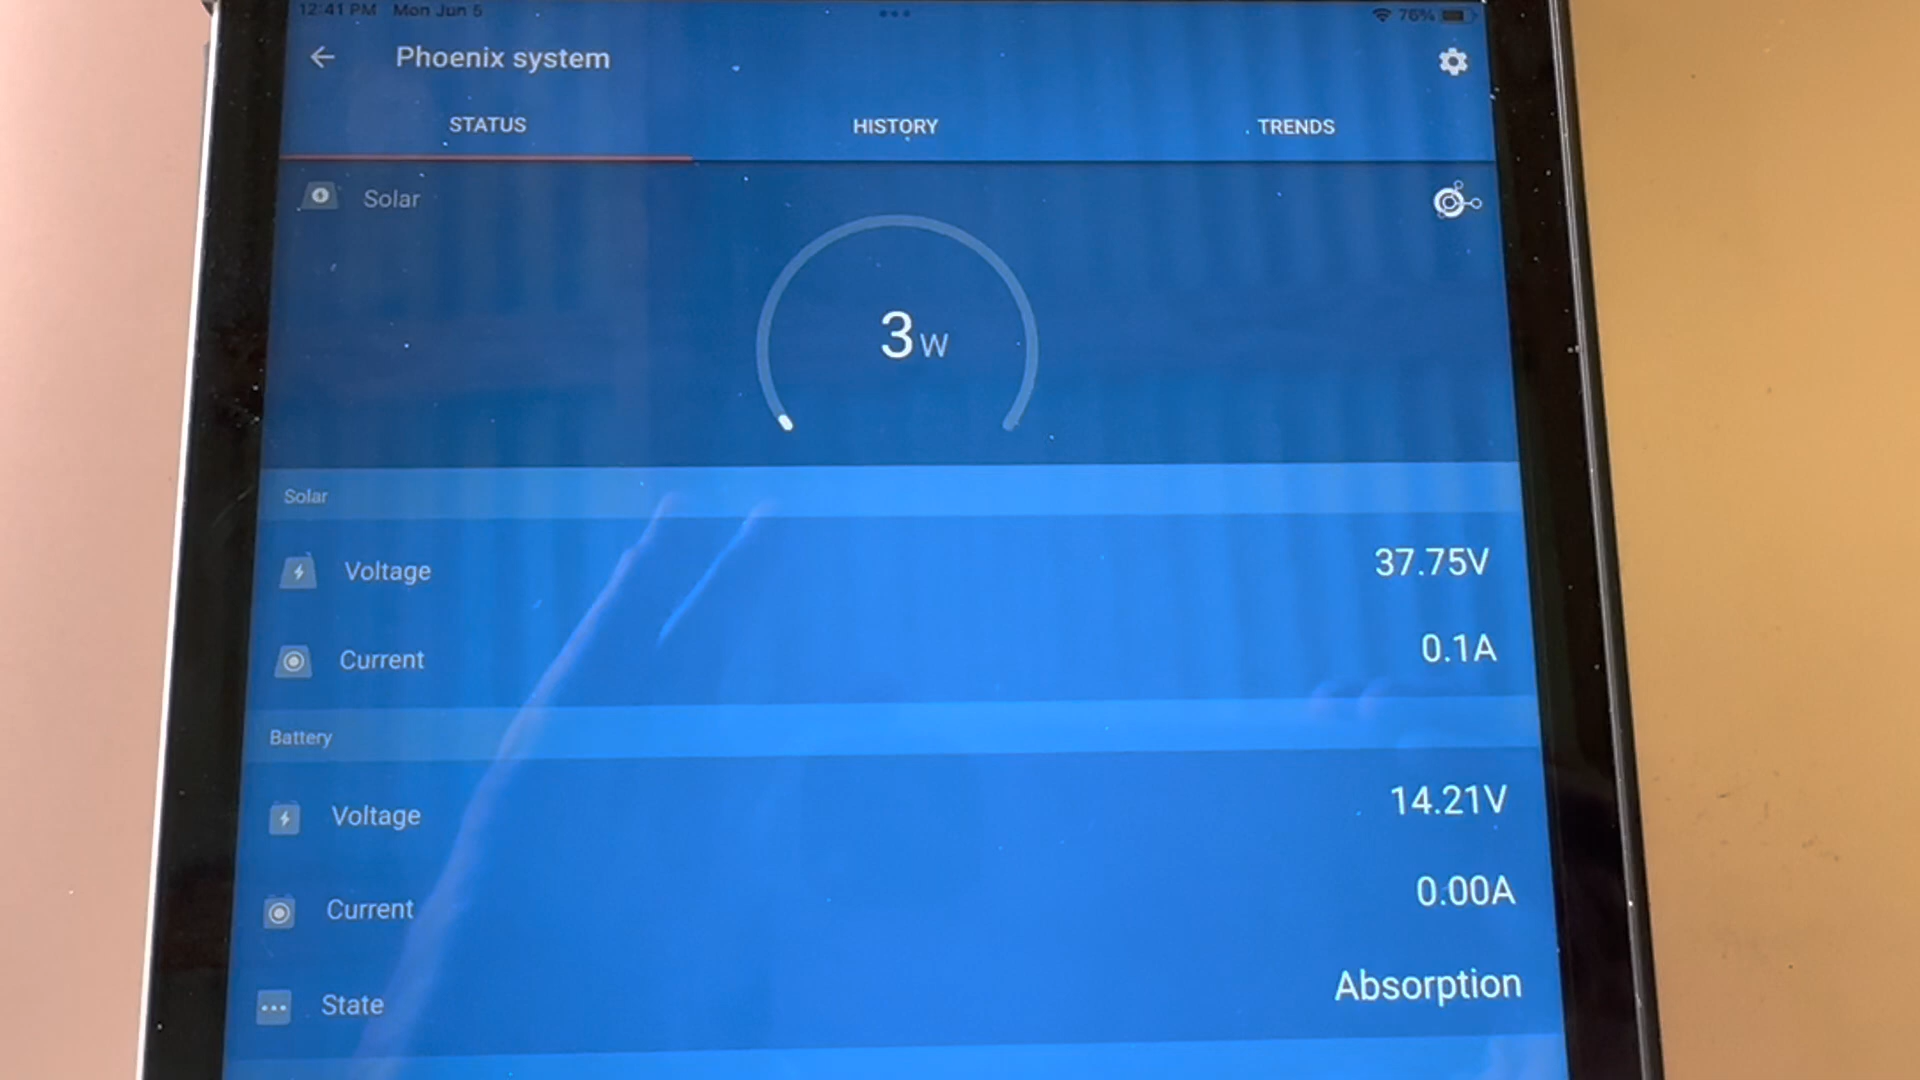 12:41 PM Mon Jun 5
76%
Phoenix system
STATUS HISTORY TRENDS
Solar
3W
Solar
Voltage 37.75V
Current 0.1A
Battery
Voltage 14.21V
Current 0.00A
State Absorption